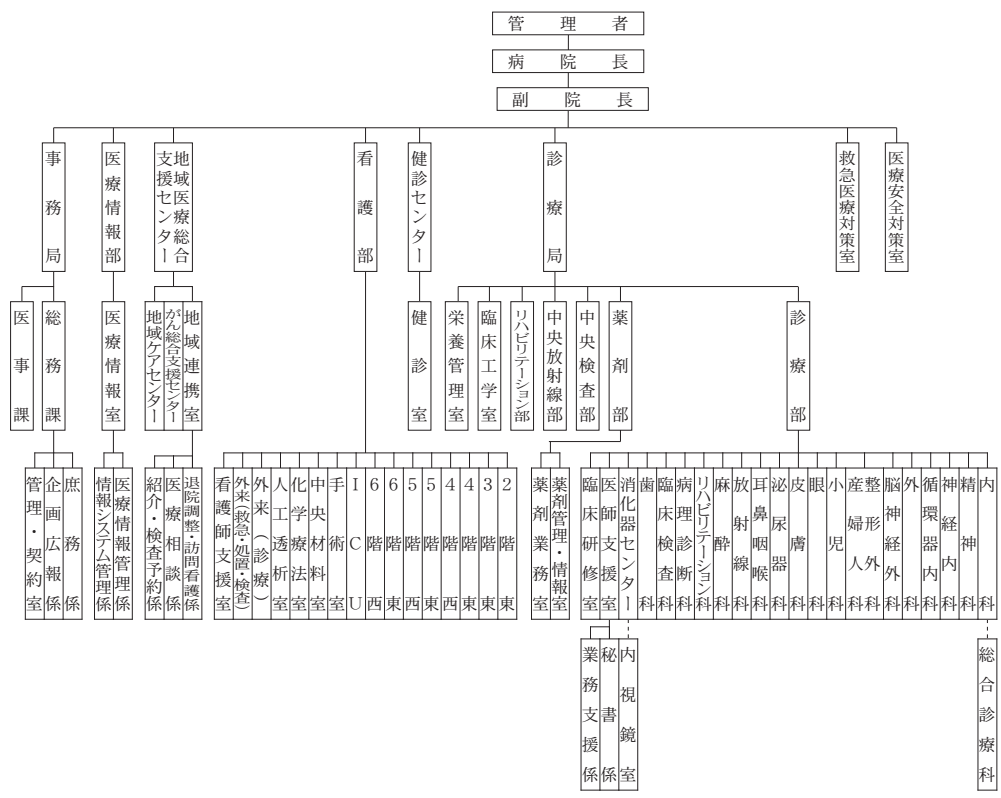 管理者
病院長
副院長
事務局
医療情報部
地域医療総合
支援センター
看護部
健診センター
診療局
救急医療対策室
医療安全対策室
医事課
総務課
医療情報室
地域ケアセンター
がん総合支援センター
地域連携室
健診室
栄養管理室
臨床工学室
リハビリテーション部
中央放射線部
中央検査部
薬剤部
診療部
管理・契約室
企画広報係
庶務係
情報システム管理係
医療情報管理係
紹介・検査予約係
医療相談係
退院調整・訪問看護係
看護師支援室
外来（救急・処置・検査）
外来（診療）
人工透析室
化学療法室
中央材料室
手術室
ICU
6階西
6階東
5階西
5階東
4階西
4階東
3階東
2階東
薬剤業務室
薬剤管理・情報室
臨床研修室
医師支援室
消化器センター
歯科
臨床検査科
病理診断科
リハビリテーション科
麻酔科
放射線科
耳鼻咽喉科
泌尿器科
皮膚科
眼科
小児科
産婦人科
整形外科
脳神経外科
外科
循環器内科
神経内科
精神科
内科
業務支援係
秘書係
内視鏡室
総合診療科